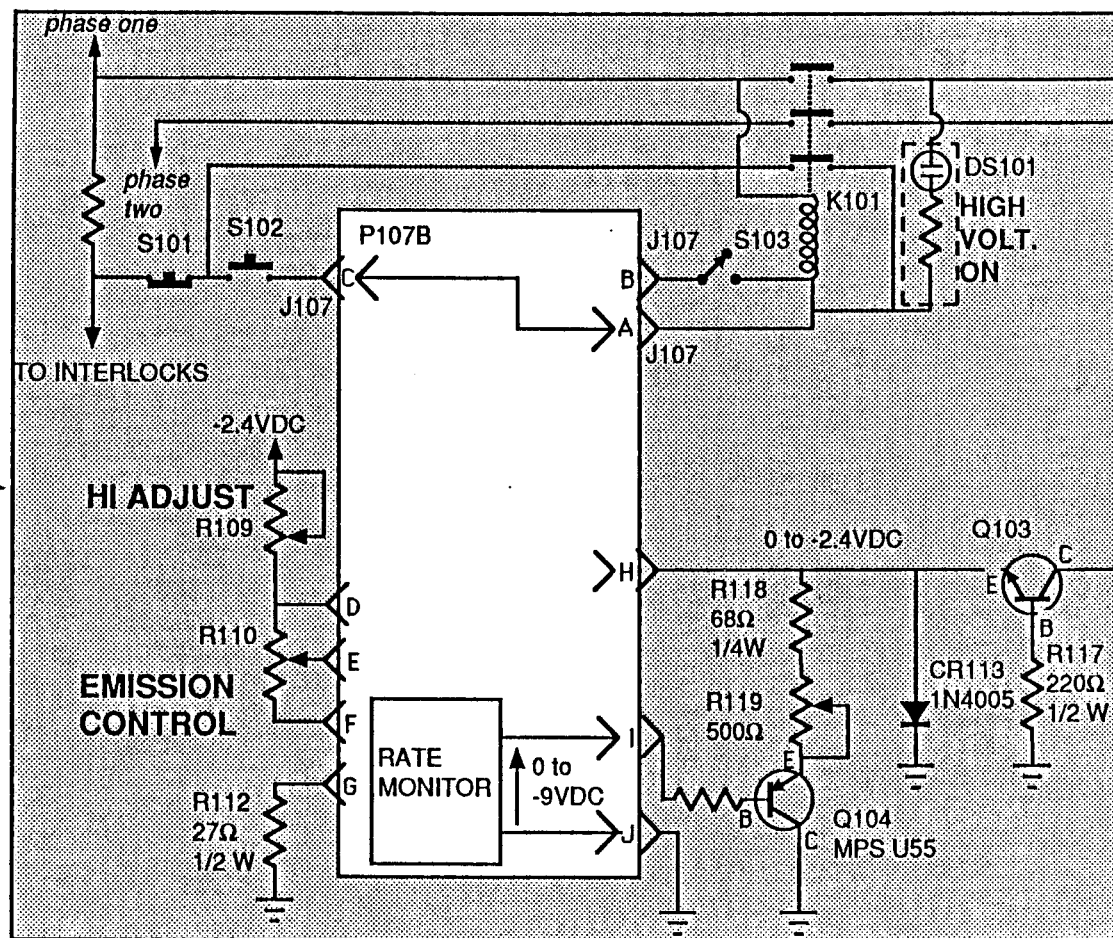 phase one
phase
two
S101
S102
P107B
J107
S103
K101
DS101
HIGH
VOLT.
ON
C
B
J107
A
J107
TO INTERLOCKS
-2.4VDC
HI ADJUST
R109
0 to -2.4VDC
Q103
C
E
B
H
D
R110
E
EMISSION
CONTROL
F
R118
68Ω
1/4W
R119
500Ω
CR113
1N4005
R117
220Ω
1/2 W
G
R112
27Ω
1/2 W
RATE
MONITOR
I
0 to
-9VDC
J
E
B
C
Q104
MPS U55